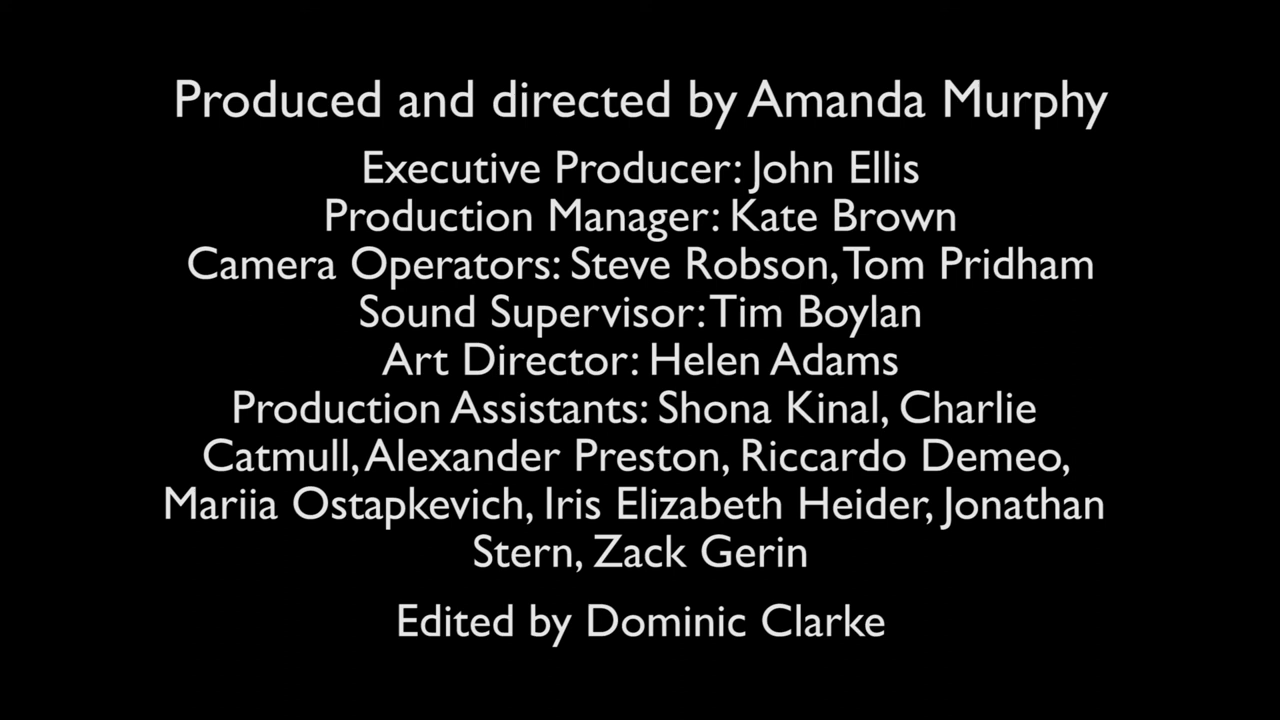 Produced and directed by Amanda Murphy
Executive Producer: John Ellis
Production Manager: Kate Brown
Camera Operators: Steve Robson, Tom Pridham
Sound Supervisor: Tim Boylan
Art Director: Helen Adams
Production Assistants: Shona Kinal, Charlie
Catmull, Alexander Preston, Riccardo Demeo,
Mariia Ostapkevich, Iris Elizabeth Heider, Jonathan
Stern, Zack Gerin
Edited by Dominic Clarke